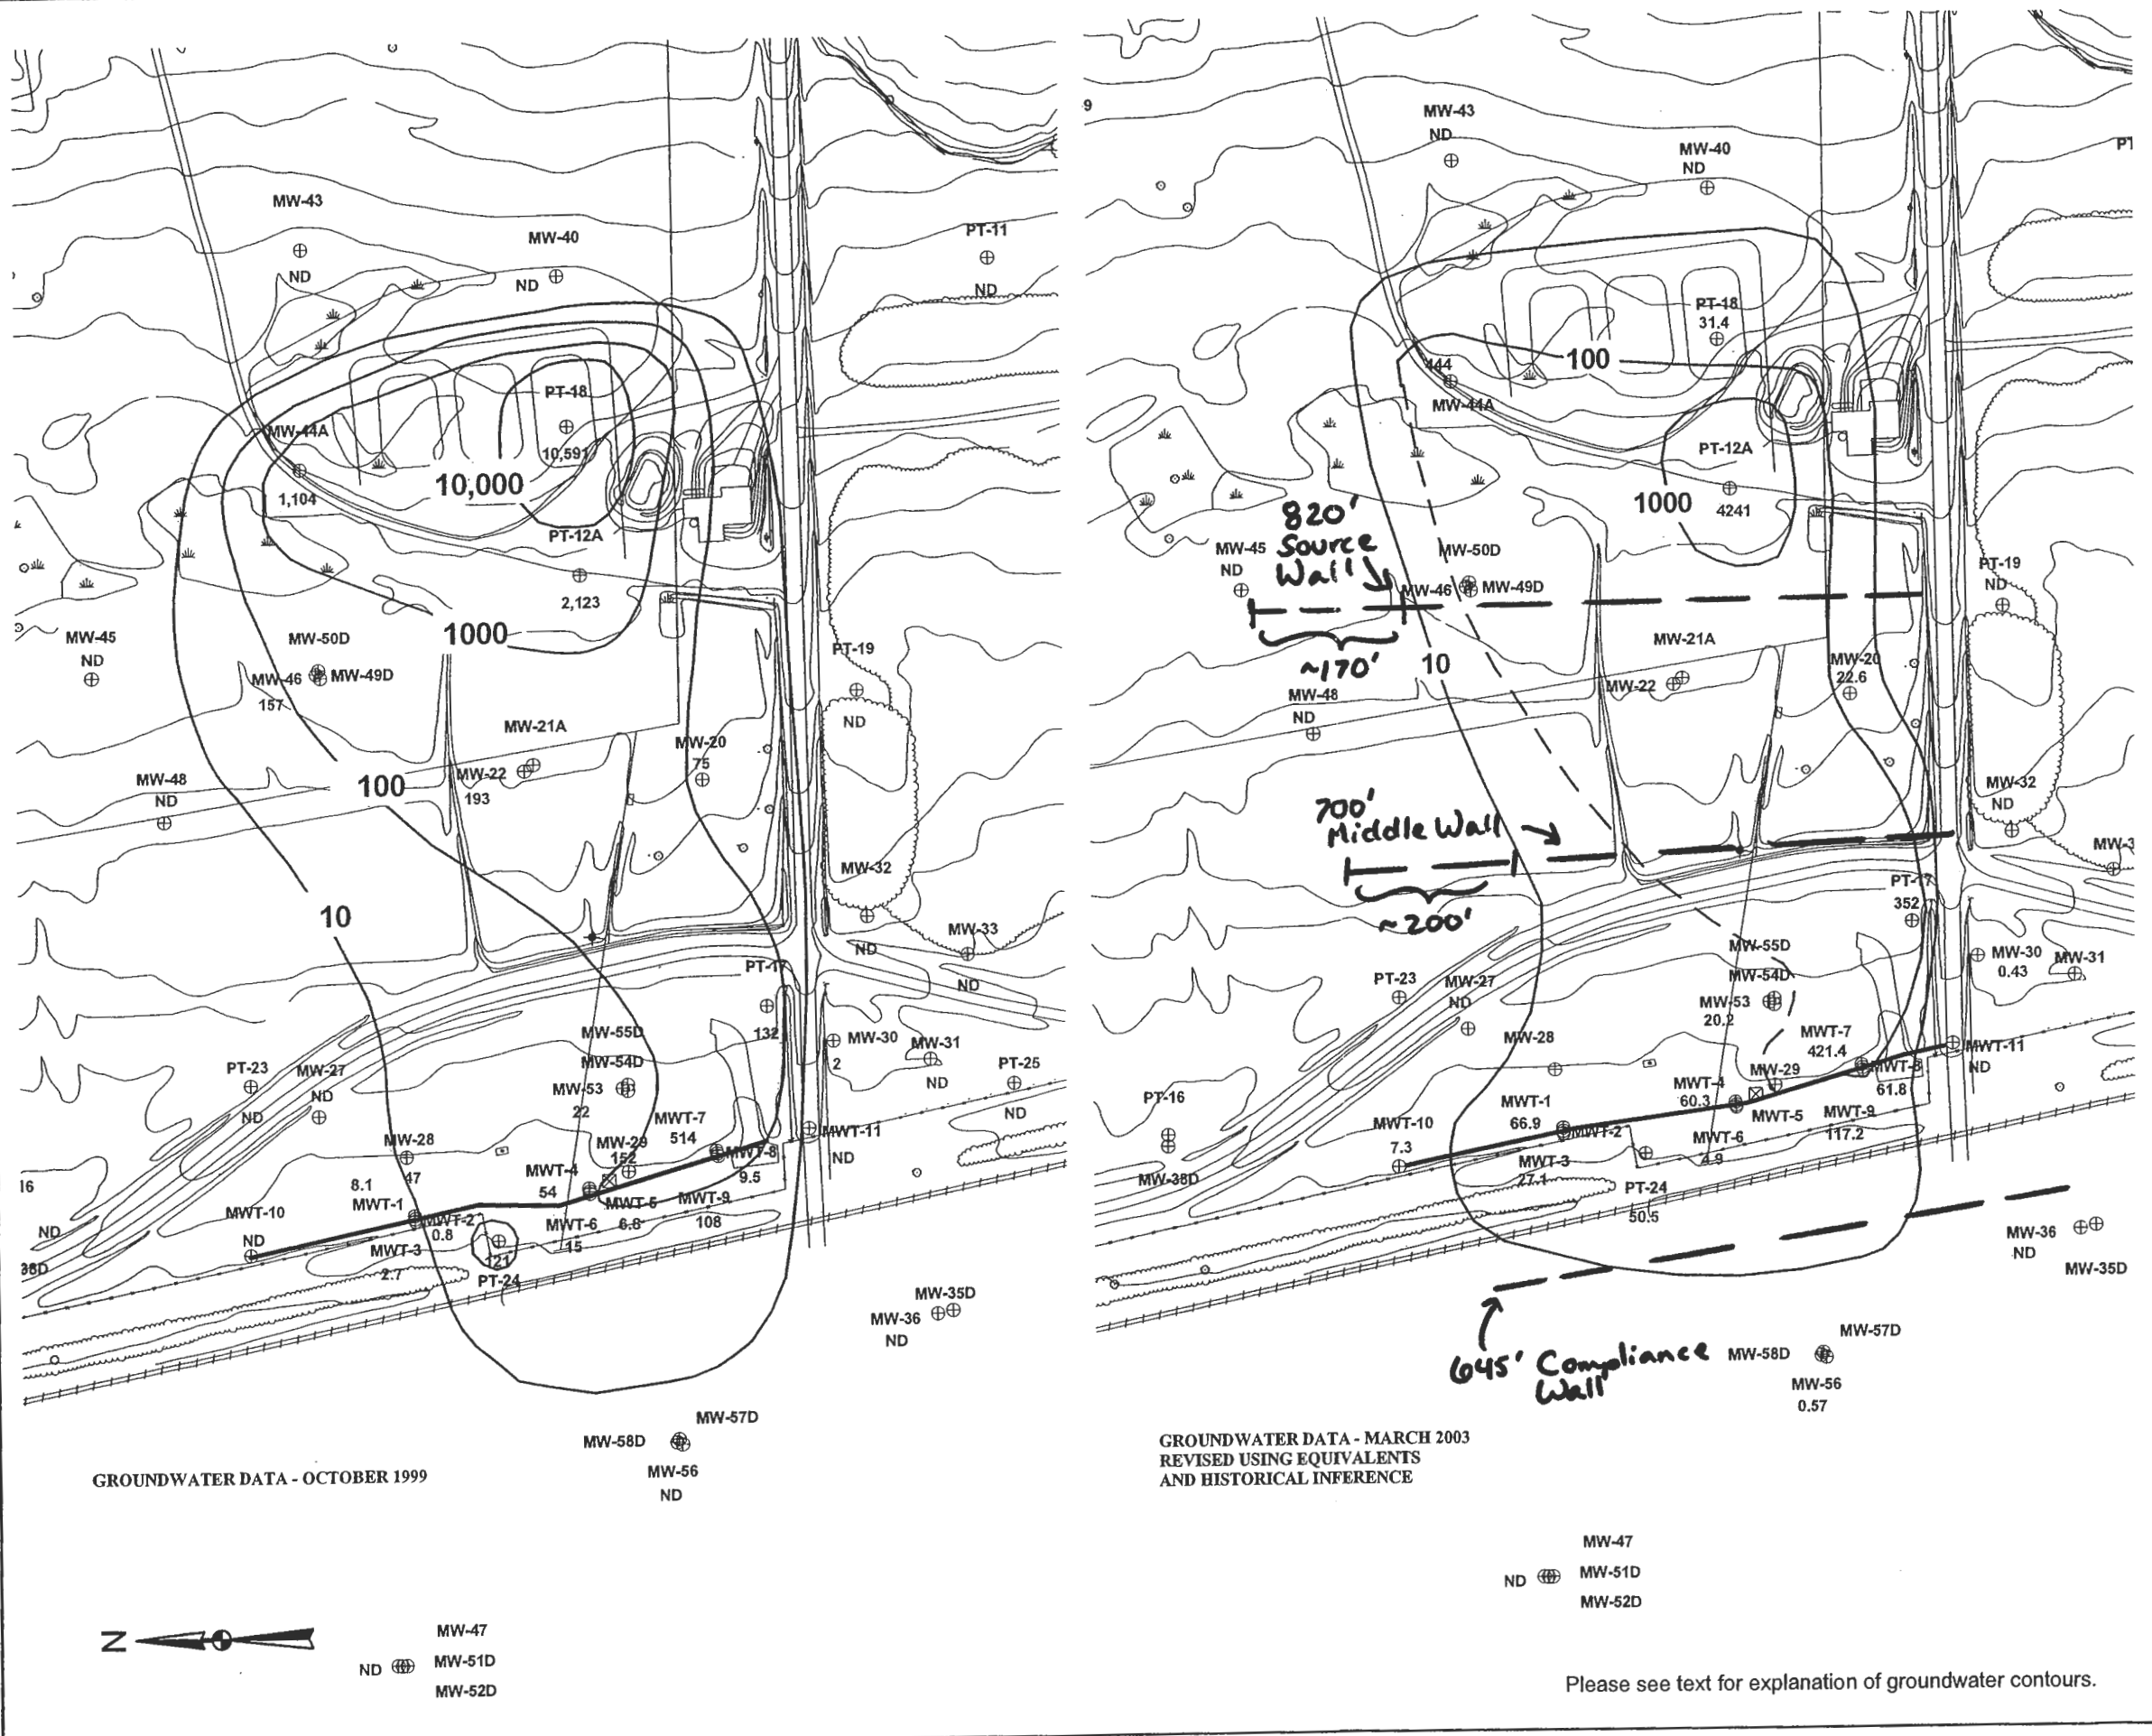 MW-43
ND
MW-40
ND
PT-11
ND
PT-18
10,591
MW-44A
1,104
10,000
PT-12A
2,123
1000
MW-45
ND
MW-50D
MW-46
MW-49D
157
PT-19
ND
MW-21A
MW-20
75
MW-48
ND
100
MW-22
193
MW-32
ND
10
MW-33
ND
PT-17
132
MW-55D
MW-54D
MW-53
22
MW-30
2
MW-31
ND
PT-25
ND
PT-23
ND
MW-27
ND
MW-28
47
MWT-7
514
MW-29
152
MWT-11
ND
MWT-8
9.5
MWT-4
54
8.1
MWT-1
16
MWT-10
ND
MWT-2
0.8
MWT-5
6.8
MWT-9
108
MWT-6
15
ND
38D
MWT-3
2.7
121
PT-24
MW-35D
MW-36
ND
MW-57D
MW-58D
MW-56
ND
GROUNDWATER DATA - OCTOBER 1999
N
MW-47
ND
MW-51D
MW-52D
9
MW-43
ND
MW-40
ND
PT
PT-18
31.4
100
444
MW-44A
PT-12A
1000
4241
820'
Source
Wall
MW-45
ND
MW-50D
MW-46
MW-49D
PT-19
ND
~170'
10
MW-21A
MW-20
22.6
MW-22
MW-48
ND
MW-32
ND
700'
Middle Wall
MW-3
~200'
PT-17
352
MW-55D
MW-54D
MW-53
20.2
MW-30
0.43
MW-31
PT-23
MW-27
ND
MW-28
MWT-7
421.4
MWT-11
ND
MW-29
MWT-8
61.8
MWT-4
60.3
PT-16
MWT-1
66.9
MWT-5
MWT-9
117.2
MWT-10
7.3
MWT-2
MWT-6
4.9
MW-38D
MWT-3
27.1
PT-24
50.5
MW-36
ND
MW-35D
645' Compliance
Wall
MW-57D
MW-58D
MW-56
0.57
GROUNDWATER DATA - MARCH 2003
REVISED USING EQUIVALENTS
AND HISTORICAL INFERENCE
MW-47
ND
MW-51D
MW-52D
Please see text for explanation of groundwater contours.